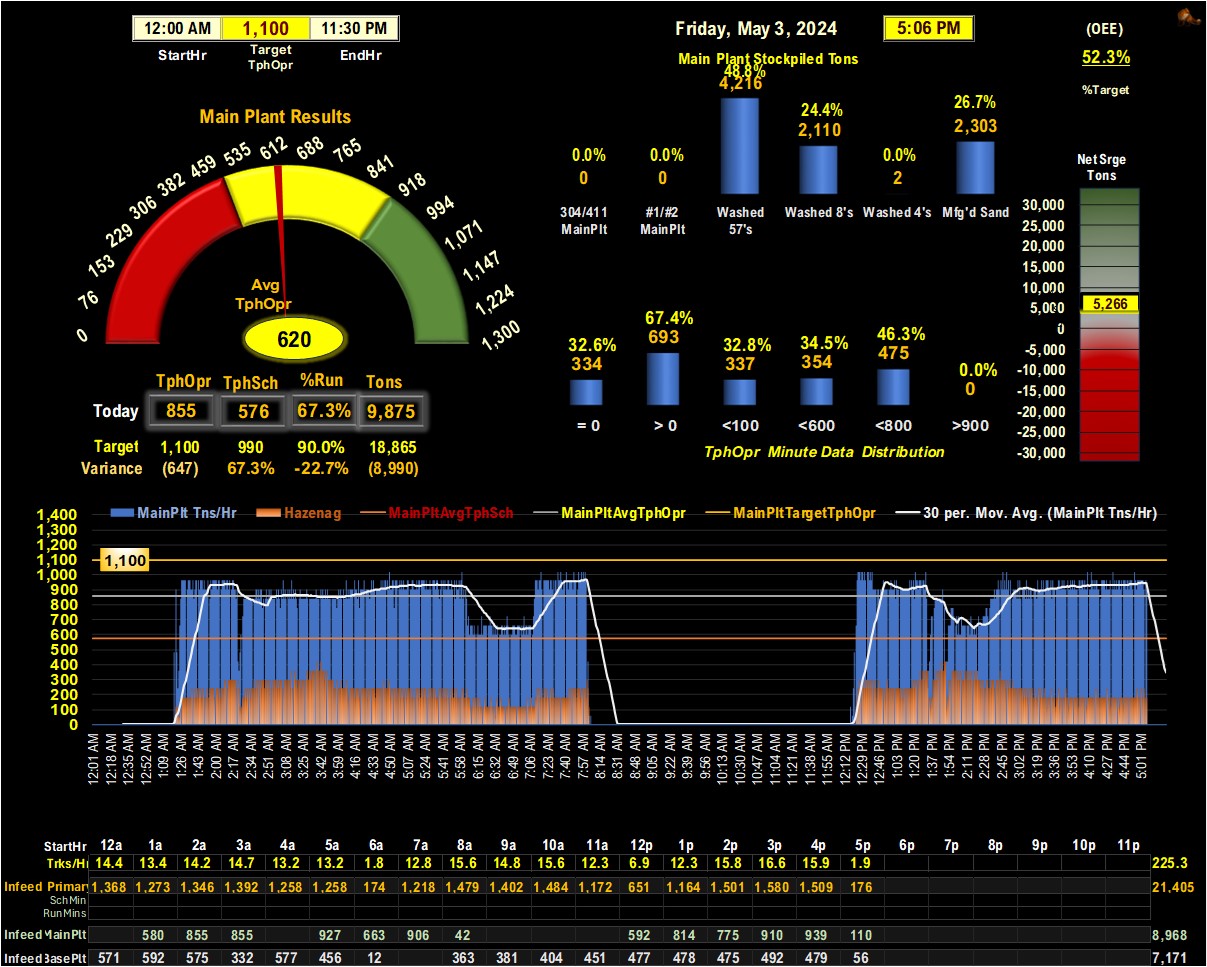 12:00 AM 1,100 11:30 PM
StartHr Target TphOpr EndHr
Friday, May 3, 2024 5:06 PM
(OEE)
52.3%
%Target
Main Plant Stockpiled Tons
48.8%
4,216
24.4%
2,110
26.7%
2,303
0.0% 0.0% 0.0%
0 0 2
304/411 MainPlt #1/#2 MainPlt Washed 57's Washed 8's Washed 4's Mfg'd Sand
Main Plant Results
0 76 153 229 306 382 459 535 612 688 765 841 918 994 1,071 1,147 1,224 1,300
Avg
TphOpr
620
TphOpr TphSch %Run Tons
Today 855 576 67.3% 9,875
Target 1,100 990 90.0% 18,865
Variance (647) 67.3% -22.7% (8,990)
32.6% 67.4% 32.8% 34.5% 46.3% 0.0%
334 693 337 354 475 0
= 0 > 0 <100 <600 <800 >900
TphOpr Minute Data Distribution
Net Srge
Tons
30,000
25,000
20,000
15,000
10,000
5,000
5,266
0
-5,000
-10,000
-15,000
-20,000
-25,000
-30,000
MainPlt Tns/Hr Hazenag MainPltAvgTphSch MainPltAvgTphOpr MainPltTargetTphOpr 30 per. Mov. Avg. (MainPlt Tns/Hr)
1,400
1,300
1,200
1,100
1,100
1,000
900
800
700
600
500
400
300
200
100
0
12:01 AM 12:18 AM 12:35 AM 12:52 AM 1:09 AM 1:26 AM 1:43 AM 2:00 AM 2:17 AM 2:34 AM 2:51 AM 3:08 AM 3:25 AM 3:42 AM 3:59 AM 4:16 AM 4:33 AM 4:50 AM 5:07 AM 5:24 AM 5:41 AM 5:58 AM 6:15 AM 6:32 AM 6:49 AM 7:06 AM 7:23 AM 7:40 AM 7:57 AM 8:14 AM 8:31 AM 8:48 AM 9:05 AM 9:22 AM 9:39 AM 9:56 AM 10:13 AM 10:30 AM 10:47 AM 11:04 AM 11:21 AM 11:38 AM 11:55 AM 12:12 PM 12:29 PM 12:46 PM 1:03 PM 1:20 PM 1:37 PM 1:54 PM 2:11 PM 2:28 PM 2:45 PM 3:02 PM 3:19 PM 3:36 PM 3:53 PM 4:10 PM 4:27 PM 4:44 PM 5:01 PM
StartHr 12a 1a 2a 3a 4a 5a 6a 7a 8a 9a 10a 11a 12p 1p 2p 3p 4p 5p 6p 7p 8p 9p 10p 11p
Trks/Hr 14.4 13.4 14.2 14.7 13.2 13.2 1.8 12.8 15.6 14.8 15.6 12.3 6.9 12.3 15.8 16.6 15.9 1.9 225.3
Infeed Primary 1,368 1,273 1,346 1,392 1,258 1,258 174 1,218 1,479 1,402 1,484 1,172 651 1,164 1,501 1,580 1,509 176 21,405
SchMin
RunMins
Infeed MainPlt 580 855 855 927 663 906 42 592 814 775 910 939 110 8,968
Infeed BasePlt 571 592 575 332 577 456 12 363 381 404 451 477 478 475 492 479 56 7,171